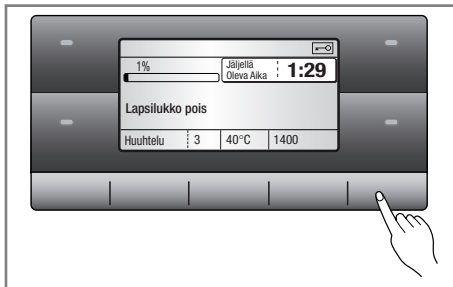 1%
Jäljellä
Oleva Aika
1:29
Lapsilukko pois
Huuhtelu 3 40°C 1400